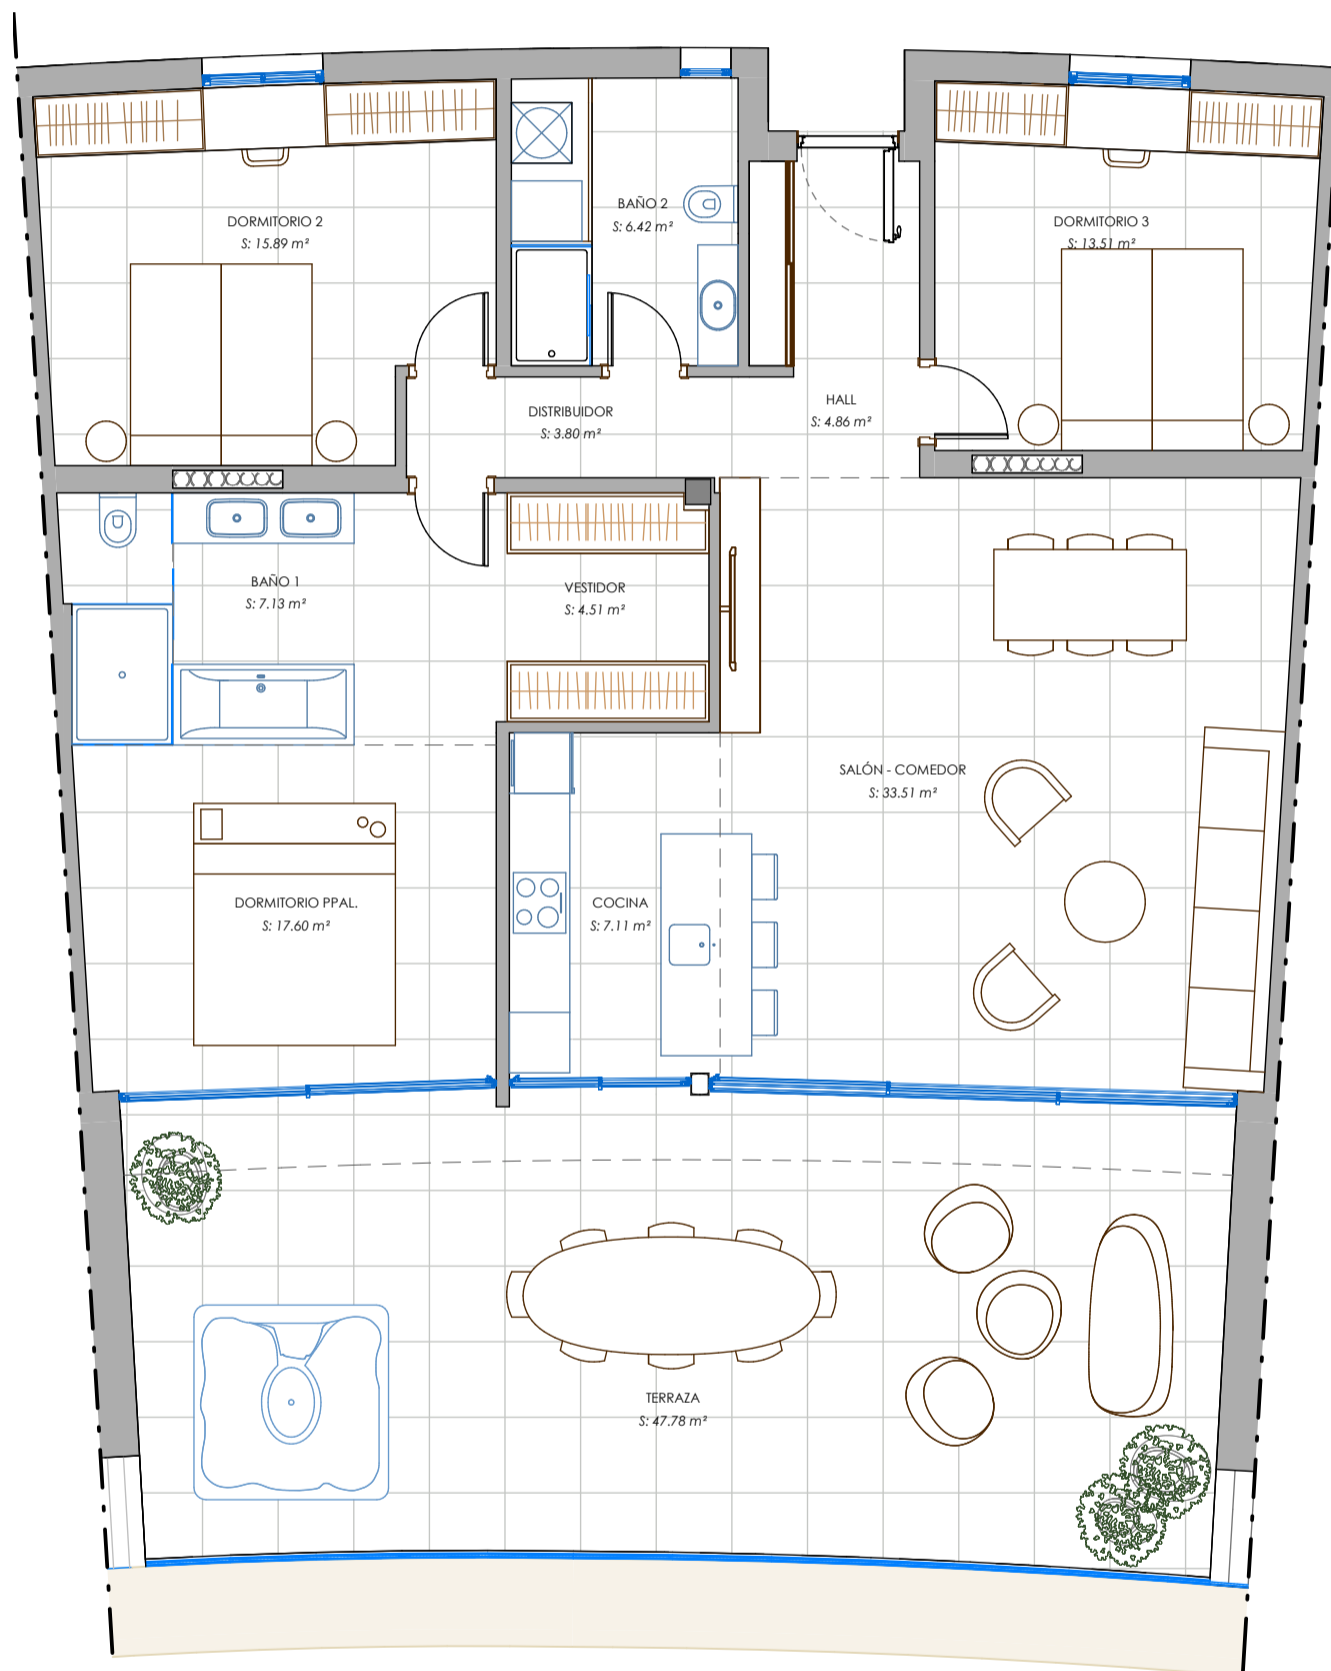 DORMITORIO 2
S: 15.89 m²
BAÑO 2
S: 6.42 m²
DORMITORIO 3
S: 13.51 m²
DISTRIBUIDOR
S: 3.80 m²
HALL
S: 4.86 m²
BAÑO 1
S: 7.13 m²
VESTIDOR
S: 4.51 m²
SALÓN - COMEDOR
S: 33.51 m²
DORMITORIO PPAL.
S: 17.60 m²
COCINA
S: 7.11 m²
TERRAZA
S: 47.78 m²